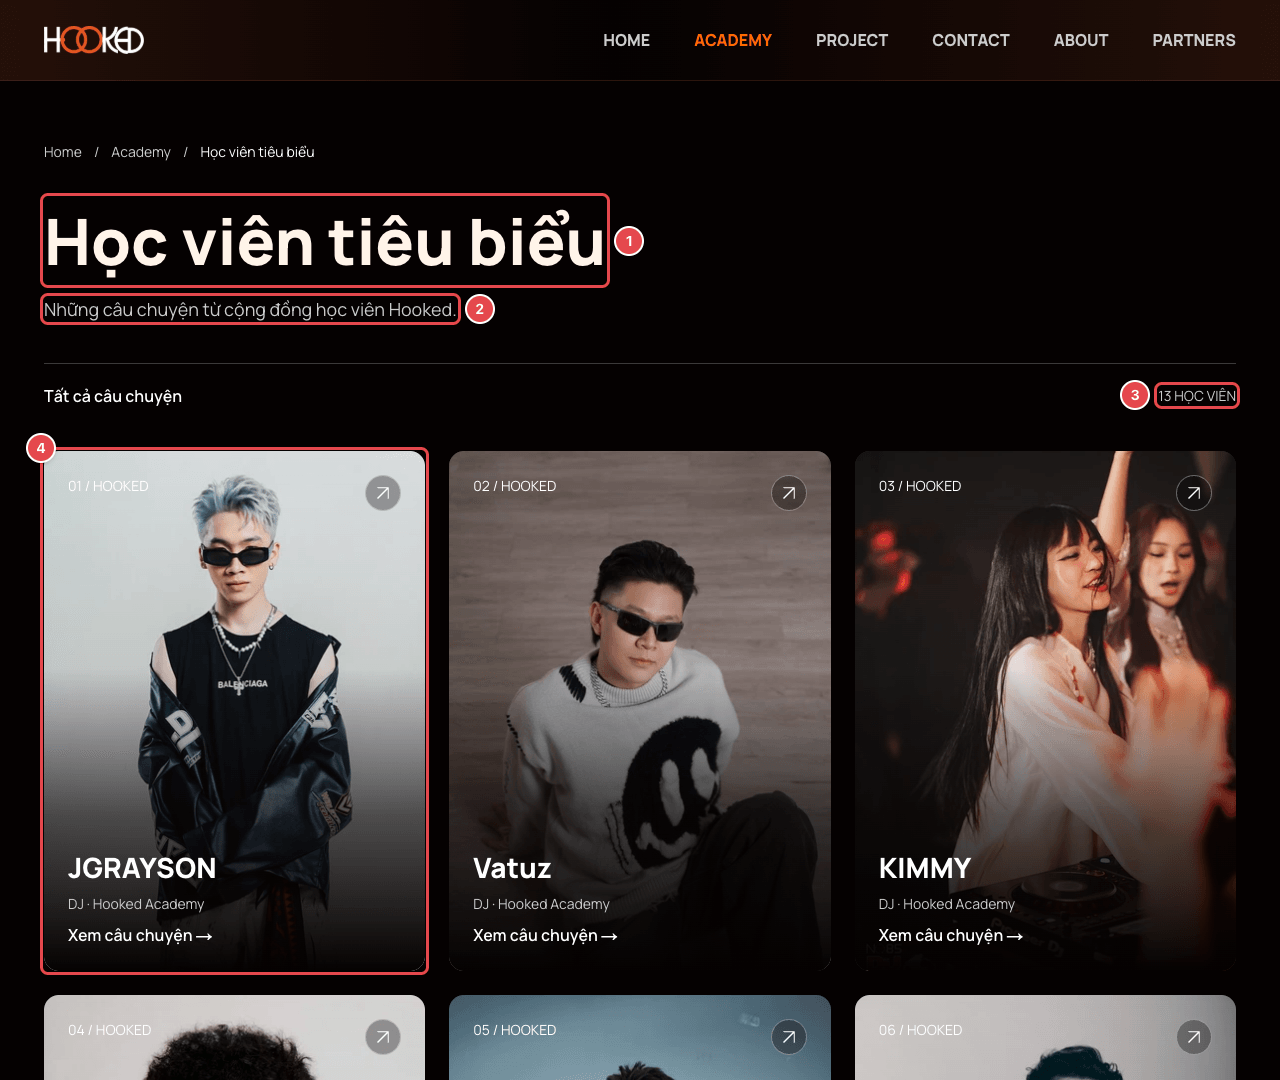 HOOKED
HOME ACADEMY PROJECT CONTACT ABOUT PARTNERS
Home / Academy / Học viên tiêu biểu
Học viên tiêu biểu
1
Những câu chuyện từ cộng đồng học viên Hooked.
2
Tất cả câu chuyện
3
13 HỌC VIÊN
4
01 / HOOKED
BALENCIAGA
JGRAYSON
DJ · Hooked Academy
Xem câu chuyện →
02 / HOOKED
Vatuz
DJ · Hooked Academy
Xem câu chuyện →
03 / HOOKED
KIMMY
DJ · Hooked Academy
Xem câu chuyện →
04 / HOOKED
05 / HOOKED
06 / HOOKED